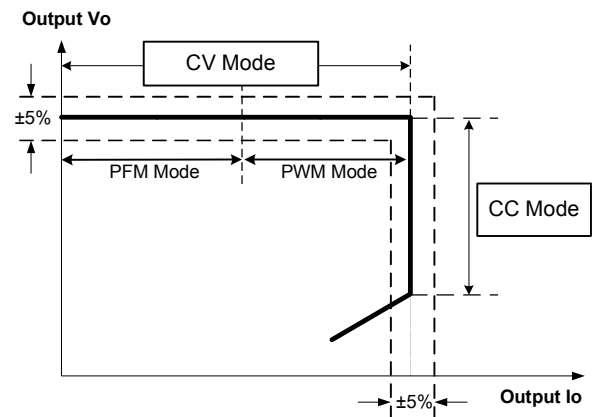 Output Vo
CV Mode
±5%
PFM Mode
PWM Mode
CC Mode
±5%
Output Io